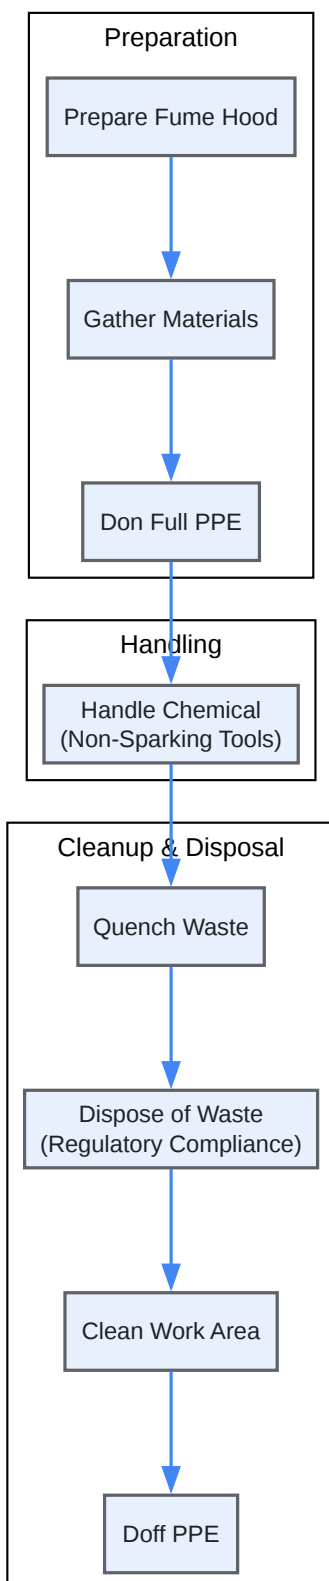 Preparation
Prepare Fume Hood
Gather Materials
Don Full PPE
Handling
Handle Chemical
(Non-Sparking Tools)
Cleanup & Disposal
Quench Waste
Dispose of Waste
(Regulatory Compliance)
Clean Work Area
Doff PPE